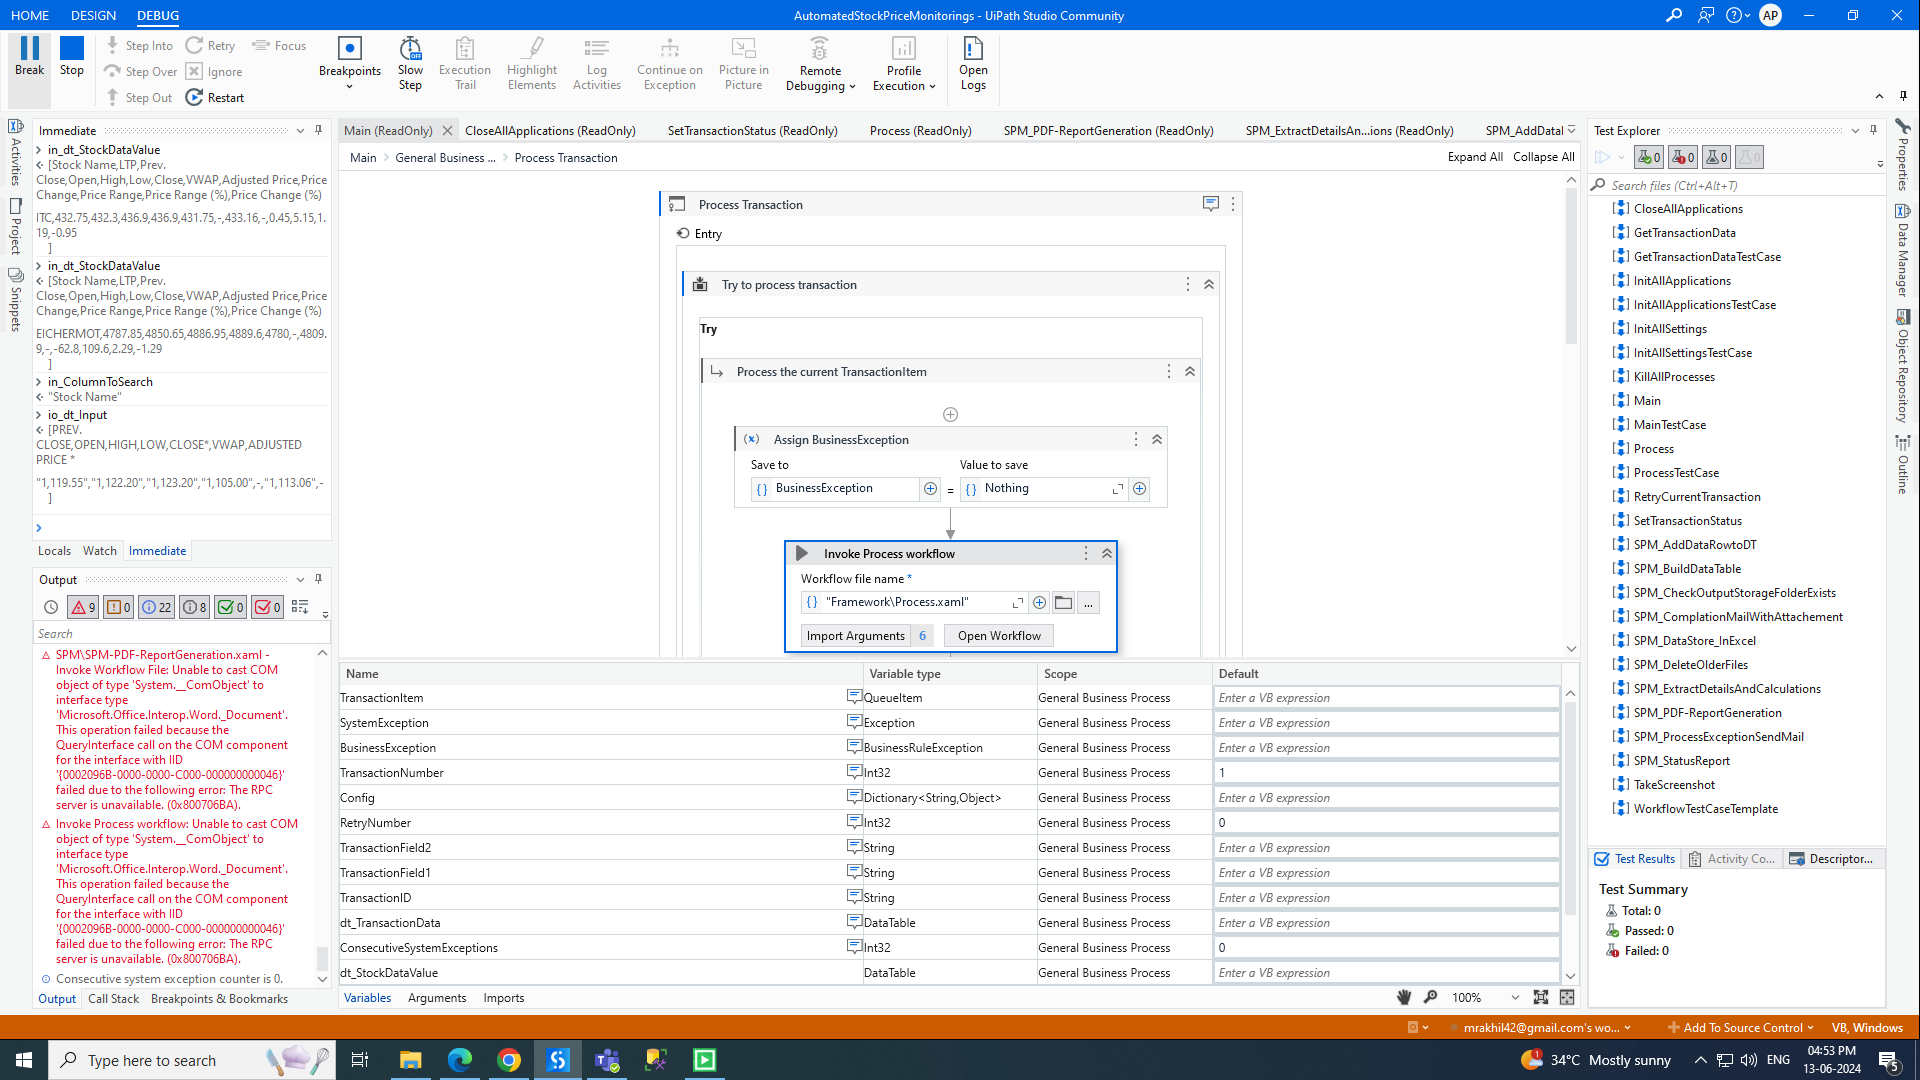 HOME DESIGN DEBUG
AutomatedStockPriceMonitorings - UiPath Studio Community
AP
Break
Stop
Step Into
Step Over
Step Out
Retry
Ignore
Restart
Focus
Breakpoints
Slow Step
Execution Trail
Highlight Elements
Log Activities
Continue on Exception
Picture in Picture
Remote Debugging
Profile Execution
Open Logs
Activities
Project
Snippets
Immediate
in_dt_StockDataValue
[Stock Name,LTP,Prev.
Close,Open,High,Low,Close,VWAP,Adjusted Price,Price
Change,Price Range,Price Range (%),Price Change (%)
ITC,432.75,432.3,436.9,436.9,431.75,-,433.16,-,0.45,5.15,1.
19,-0.95
]
in_dt_StockDataValue
[Stock Name,LTP,Prev.
Close,Open,High,Low,Close,VWAP,Adjusted Price,Price
Change,Price Range,Price Range (%),Price Change (%)
EICHERMOT,4787.85,4850.65,4886.95,4889.6,4780,-,4809.
9,-,-62.8,109.6,2.29,-1.29
]
in_ColumnToSearch
"Stock Name"
io_dt_Input
[PREV.
CLOSE,OPEN,HIGH,LOW,CLOSE*,VWAP,ADJUSTED
PRICE *
"1,119.55","1,122.20","1,123.20","1,105.00",-,"1,113.06",-
]
Locals Watch Immediate
Output
9 0 22 8 0 0
Search
SPM\SPM-PDF-ReportGeneration.xaml -
Invoke Workflow File: Unable to cast COM
object of type 'System.__ComObject' to
interface type
'Microsoft.Office.Interop.Word._Document'.
This operation failed because the
QueryInterface call on the COM component
for the interface with IID
'{0002096B-0000-0000-C000-000000000046}'
failed due to the following error: The RPC
server is unavailable. (0x800706BA).
Invoke Process workflow: Unable to cast COM
object of type 'System.__ComObject' to
interface type
'Microsoft.Office.Interop.Word._Document'.
This operation failed because the
QueryInterface call on the COM component
for the interface with IID
'{0002096B-0000-0000-C000-000000000046}'
failed due to the following error: The RPC
server is unavailable. (0x800706BA).
Consecutive system exception counter is 0.
Output Call Stack Breakpoints & Bookmarks
Main (ReadOnly) CloseAllApplications (ReadOnly) SetTransactionStatus (ReadOnly) Process (ReadOnly) SPM_PDF-ReportGeneration (ReadOnly) SPM_ExtractDetailsAn...ions (ReadOnly) SPM_AddDatal
Main General Business ... Process Transaction
Expand All Collapse All
Process Transaction
Entry
Try to process transaction
Try
Process the current TransactionItem
(x) Assign BusinessException
Save to Value to save
BusinessException = Nothing
Invoke Process workflow
Workflow file name *
"Framework\Process.xaml"
...
Import Arguments 6 Open Workflow
Name Variable type Scope Default
TransactionItem QueueItem General Business Process Enter a VB expression
SystemException Exception General Business Process Enter a VB expression
BusinessException BusinessRuleException General Business Process Enter a VB expression
TransactionNumber Int32 General Business Process 1
Config Dictionary<String,Object> General Business Process Enter a VB expression
RetryNumber Int32 General Business Process 0
TransactionField2 String General Business Process Enter a VB expression
TransactionField1 String General Business Process Enter a VB expression
TransactionID String General Business Process Enter a VB expression
dt_TransactionData DataTable General Business Process Enter a VB expression
ConsecutiveSystemExceptions Int32 General Business Process 0
dt_StockDataValue DataTable General Business Process Enter a VB expression
Variables Arguments Imports
100%
Test Explorer
0 0 0 0
Search files (Ctrl+Alt+T)
CloseAllApplications
GetTransactionData
GetTransactionDataTestCase
InitAllApplications
InitAllApplicationsTestCase
InitAllSettings
InitAllSettingsTestCase
KillAllProcesses
Main
MainTestCase
Process
ProcessTestCase
RetryCurrentTransaction
SetTransactionStatus
SPM_AddDataRowtoDT
SPM_BuildDataTable
SPM_CheckOutputStorageFolderExists
SPM_ComplationMailWithAttachement
SPM_DataStore_InExcel
SPM_DeleteOlderFiles
SPM_ExtractDetailsAndCalculations
SPM_PDF-ReportGeneration
SPM_ProcessExceptionSendMail
SPM_StatusReport
TakeScreenshot
WorkflowTestCaseTemplate
Test Results Activity Co... Descriptor...
Test Summary
Total: 0
Passed: 0
Failed: 0
Properties
Data Manager
Object Repository
Outline
mrakhil42@gmail.com's wo... Add To Source Control VB, Windows
Type here to search
1
34°C Mostly sunny
ENG
04:53 PM
13-06-2024
5